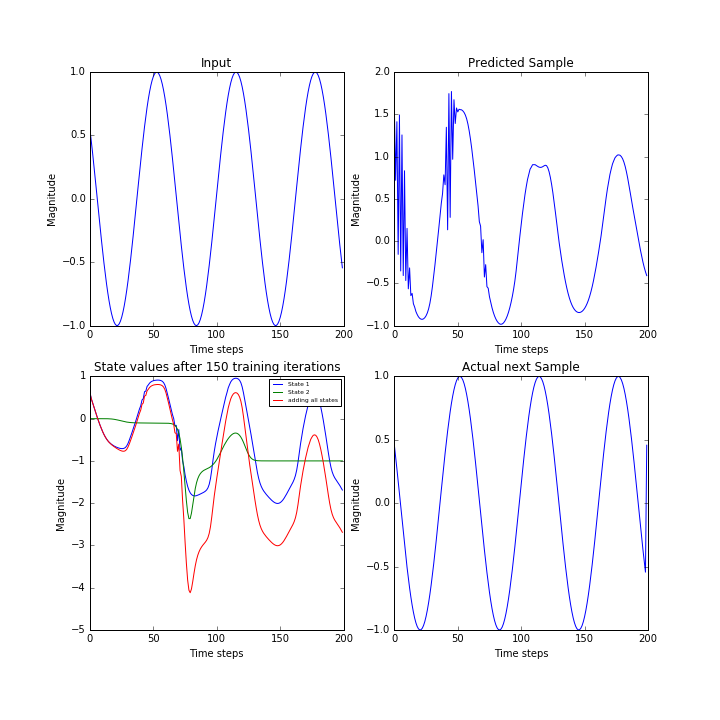 Input
Magnitude
1.0
0.5
0.0
−0.5
−1.0
0 50 100 150 200
Time steps
Predicted Sample
Magnitude
2.0
1.5
1.0
0.5
0.0
−0.5
−1.0
0 50 100 150 200
Time steps
State values after 150 training iterations
Magnitude
1
0
−1
−2
−3
−4
−5
0 50 100 150 200
Time steps
State 1
State 2
adding all states
Actual next Sample
Magnitude
1.0
0.5
0.0
−0.5
−1.0
0 50 100 150 200
Time steps